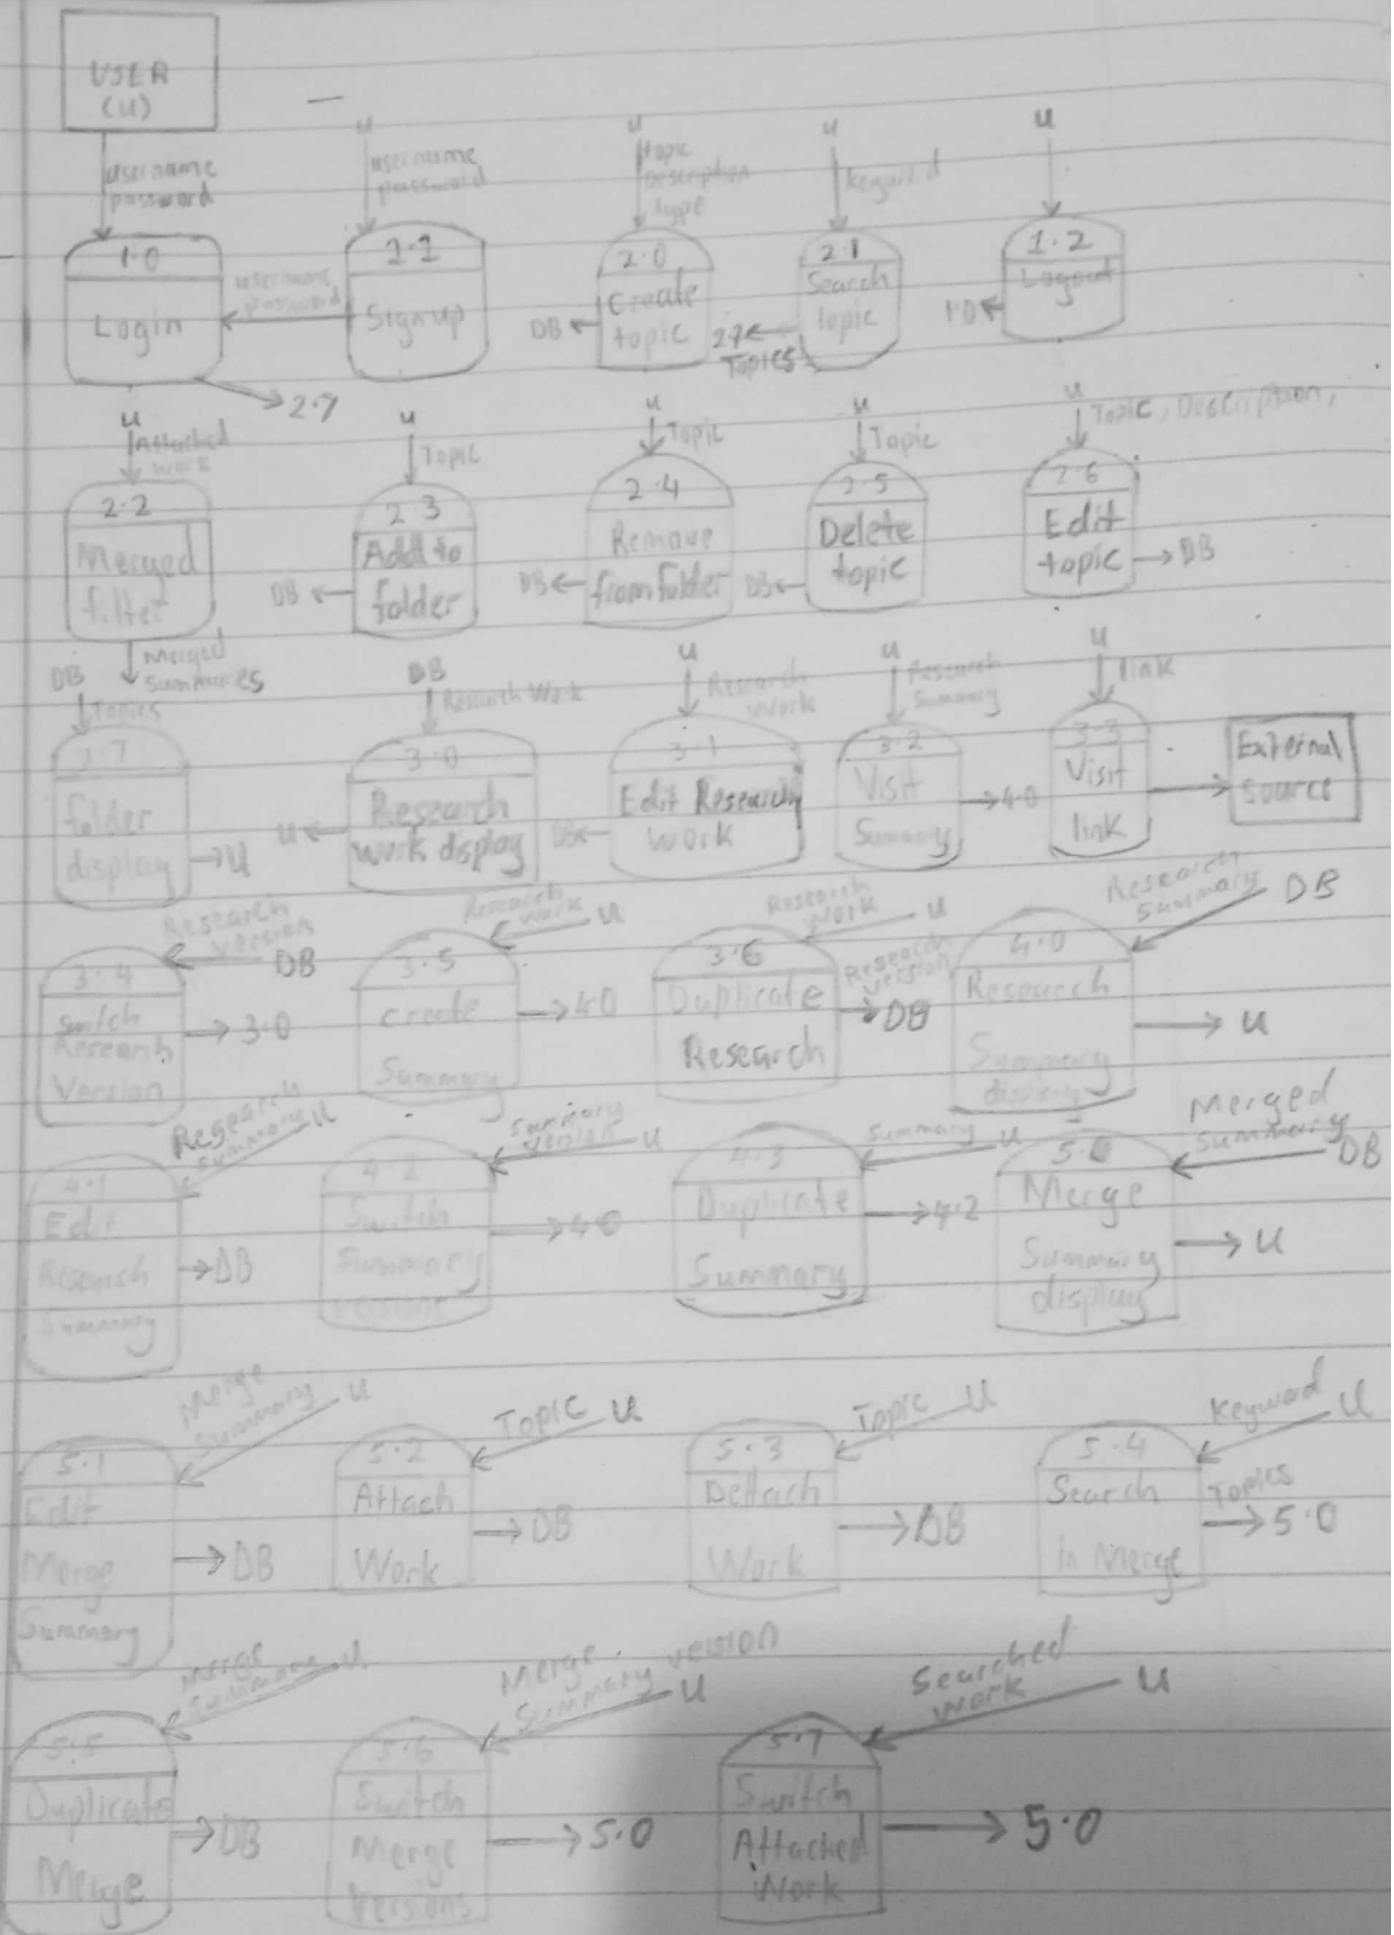 USER
(U)
username
password
1.0
Login
2.7
u
username
password
1.1
Sign up
username
password
u
topic
Description
type
2.0
Create
topic
DB
u
keyword
2.1
Search
topic
2.7
Topics
u
1.2
Logout
1.0
u
Attached
work
2.2
Merged
filter
Merged
Summaries
u
Topic
2.3
Add to
folder
DB
u
Topic
2.4
Remove
from folder
DB
u
Topic
2.5
Delete
topic
DB
u
Topic, Description,
2.6
Edit
topic
DB
DB
Topics
2.7
folder
display
u
DB
Research Work
3.0
Research
work display
u
u
Research
Work
3.1
Edit Research
work
DB
u
Research
Summary
3.2
Visit
Summary
4.0
u
link
3.3
Visit
link
External
source
Research
version
DB
3.4
Switch
Research
Version
3.0
Research
work
u
3.5
create
Summary
4.0
Research
work
u
3.6
Duplicate
Research
Research
version
DB
Research
Summary
DB
4.0
Research
Summary
display
u
Research
Summary
u
4.1
Edit
Research
Summary
DB
Summary
version
u
4.2
Switch
Summary
versions
4.0
Summary
u
4.3
Duplicate
Summary
4.2
Merged
Summary
DB
5.0
Merge
Summary
display
u
Merge
Summary
u
5.1
Edit
Merge
Summary
DB
Topic
u
5.2
Attach
Work
DB
Topic
u
5.3
Dettach
Work
DB
Keyword
u
5.4
Search
in Merge
Topics
5.0
Merge
Summary
u
5.5
Duplicate
Merge
DB
Merge
Summary version
u
5.6
Switch
Merge
Versions
5.0
Searched
work
u
5.7
Switch
Attached
Work
5.0